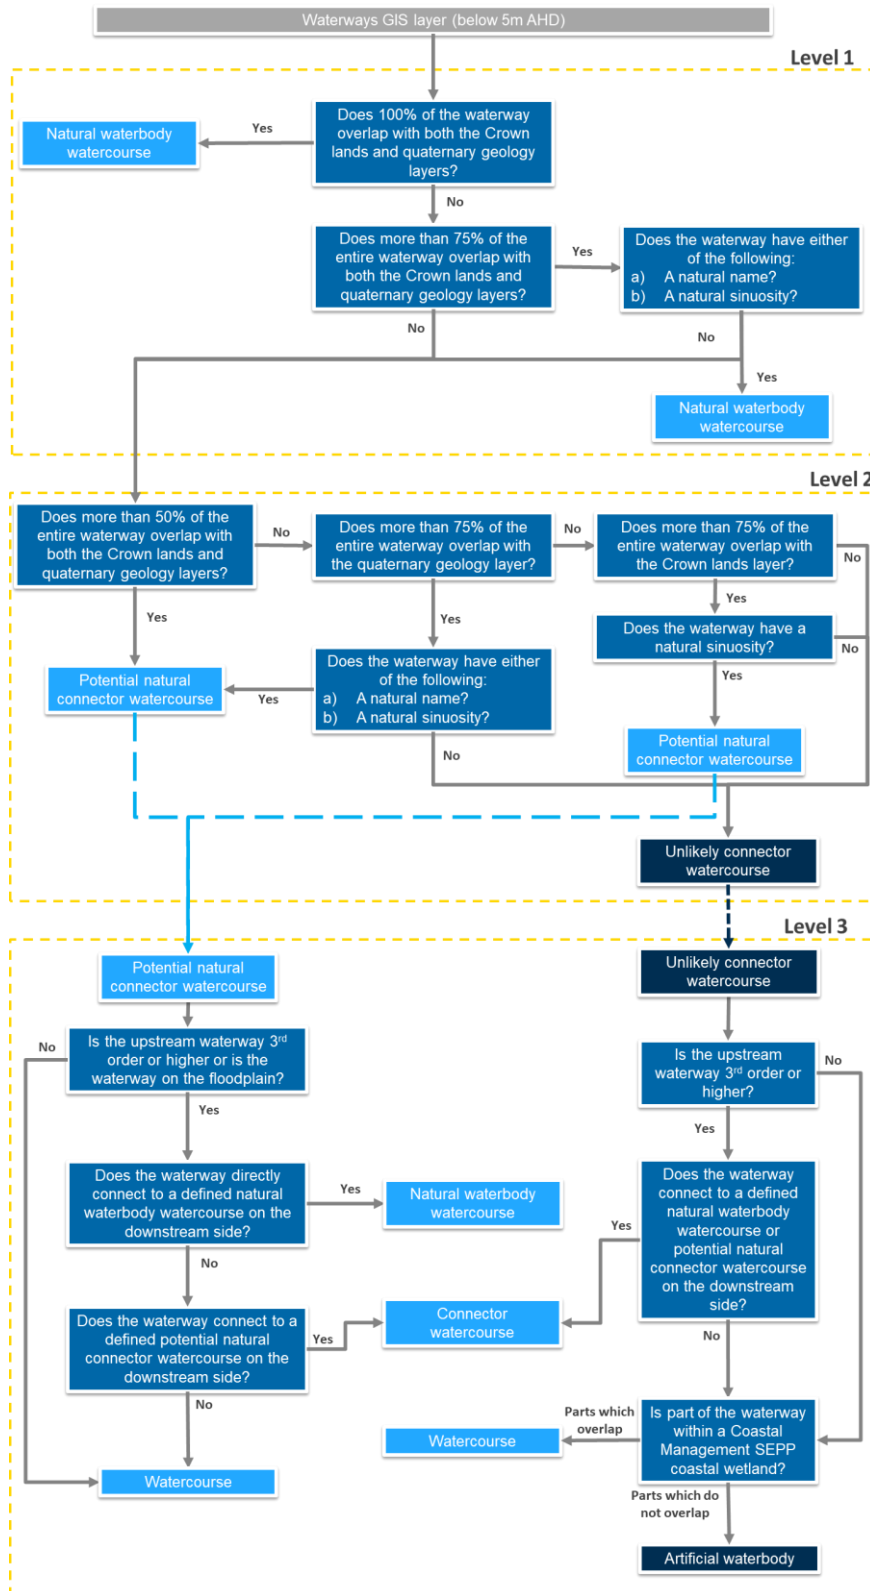 Waterways GIS layer (below 5m AHD)
Level 1
Does 100% of the waterway
overlap with both the Crown
lands and quaternary geology
layers?
Yes
Natural waterbody
watercourse
No
Does more than 75% of the
entire waterway overlap with
both the Crown lands and
quaternary geology layers?
Yes
Does the waterway have either
of the following:
a) A natural name?
b) A natural sinuosity?
No
No
Yes
Natural waterbody
watercourse
Level 2
Does more than 50% of the
entire waterway overlap with
both the Crown lands and
quaternary geology layers?
No
Does more than 75% of the
entire waterway overlap with
the quaternary geology layer?
No
Does more than 75% of the
entire waterway overlap with
the Crown lands layer?
No
Yes
Yes
Yes
Does the waterway have a
natural sinuosity?
No
Potential natural
connector watercourse
Yes
Does the waterway have either
of the following:
a) A natural name?
b) A natural sinuosity?
Yes
No
Potential natural
connector watercourse
Unlikely connector
watercourse
Level 3
Potential natural
connector watercourse
Unlikely connector
watercourse
No
Is the upstream waterway 3rd
order or higher or is the
waterway on the floodplain?
Is the upstream
waterway 3rd order or
higher?
No
Yes
Yes
Does the waterway directly
connect to a defined natural
waterbody watercourse on the
downstream side?
Yes
Natural waterbody
watercourse
Does the waterway
connect to a defined
natural waterbody
watercourse or
potential natural
connector watercourse
on the downstream
side?
Yes
No
Does the waterway connect to a
defined potential natural
connector watercourse on the
downstream side?
Yes
Connector
watercourse
No
No
Is part of the waterway
within a Coastal
Management SEPP
coastal wetland?
Parts which
overlap
Watercourse
Watercourse
Parts which do
not overlap
Artificial waterbody